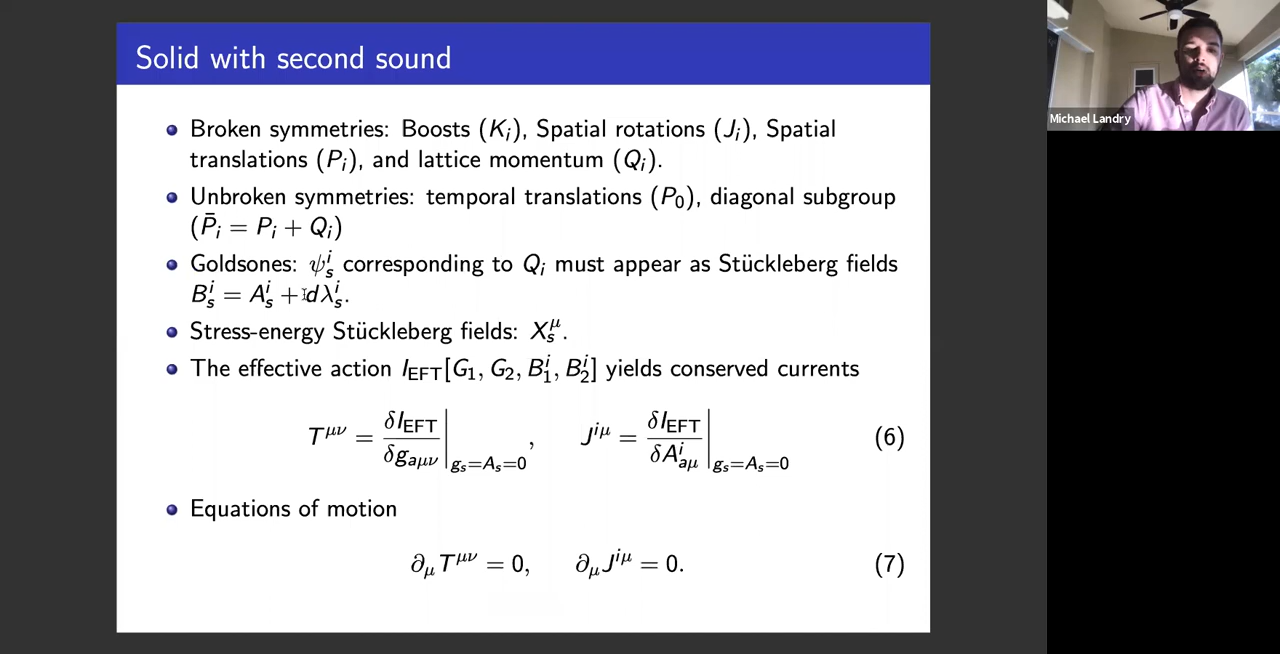 Solid with second sound
Broken symmetries: Boosts (K_i), Spatial rotations (J_i), Spatial
translations (P_i), and lattice momentum (Q_i).
Unbroken symmetries: temporal translations (P_0), diagonal subgroup
(P̄_i = P_i + Q_i)
Goldsones: ψ_s^i corresponding to Q_i must appear as Stückleberg fields
B_s^i = A_s^i + dλ_s^i.
Stress-energy Stückleberg fields: X_s^μ.
The effective action I_EFT[G_1, G_2, B_1^i, B_2^i] yields conserved currents
T^{μν} = δI_EFT/δg_{aμν} |_{g_s=A_s=0}, J^{iμ} = δI_EFT/δA^i_{aμ} |_{g_s=A_s=0} (6)
Equations of motion
∂_μ T^{μν} = 0, ∂_μ J^{iμ} = 0. (7)
Michael Landry